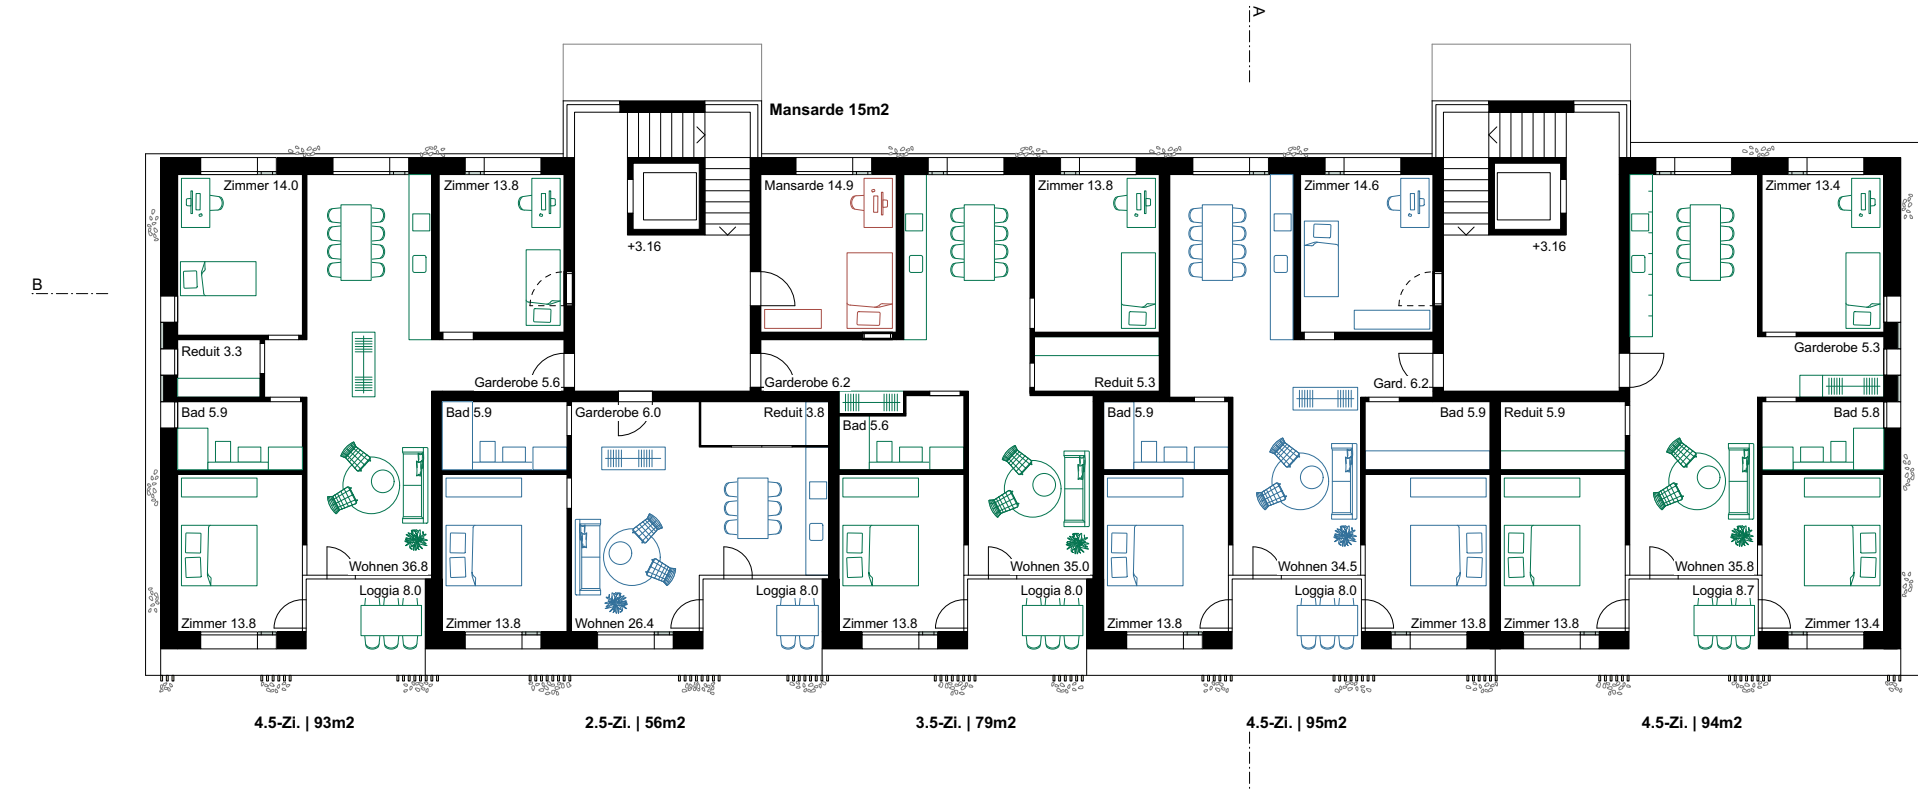 A
Mansarde 15m2
Zimmer 14.0
Zimmer 13.8
Mansarde 14.9
Zimmer 13.8
Zimmer 14.6
Zimmer 13.4
+3.16
+3.16
B
Reduit 3.3
Garderobe 5.6
Garderobe 6.2
Reduit 5.3
Gard. 6.2
Garderobe 5.3
Bad 5.9
Bad 5.9
Garderobe 6.0
Reduit 3.8
Bad 5.6
Bad 5.9
Bad 5.9
Reduit 5.9
Bad 5.8
Wohnen 36.8
Wohnen 35.0
Wohnen 34.5
Wohnen 35.8
Loggia 8.0
Loggia 8.0
Loggia 8.0
Loggia 8.0
Loggia 8.7
Zimmer 13.8
Zimmer 13.8
Wohnen 26.4
Zimmer 13.8
Zimmer 13.8
Zimmer 13.8
Zimmer 13.8
Zimmer 13.4
4.5-Zi. | 93m2
2.5-Zi. | 56m2
3.5-Zi. | 79m2
4.5-Zi. | 95m2
4.5-Zi. | 94m2